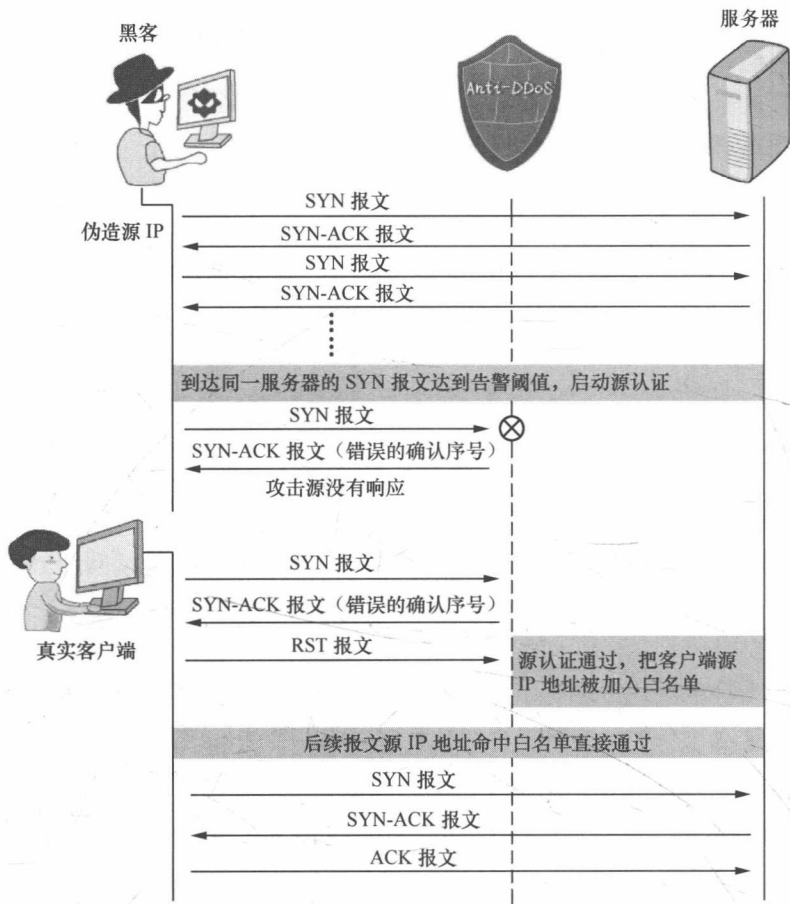 黑客
服务器
Anti-DDoS
SYN 报文
伪造源 IP
SYN-ACK 报文
SYN 报文
SYN-ACK 报文
到达同一服务器的 SYN 报文达到告警阈值，启动源认证
SYN 报文
SYN-ACK 报文（错误的确认序号）
攻击源没有响应
SYN 报文
SYN-ACK 报文（错误的确认序号）
真实客户端
RST 报文
源认证通过，把客户端源
IP 地址被加入白名单
后续报文源 IP 地址命中白名单直接通过
SYN 报文
SYN-ACK 报文
ACK 报文